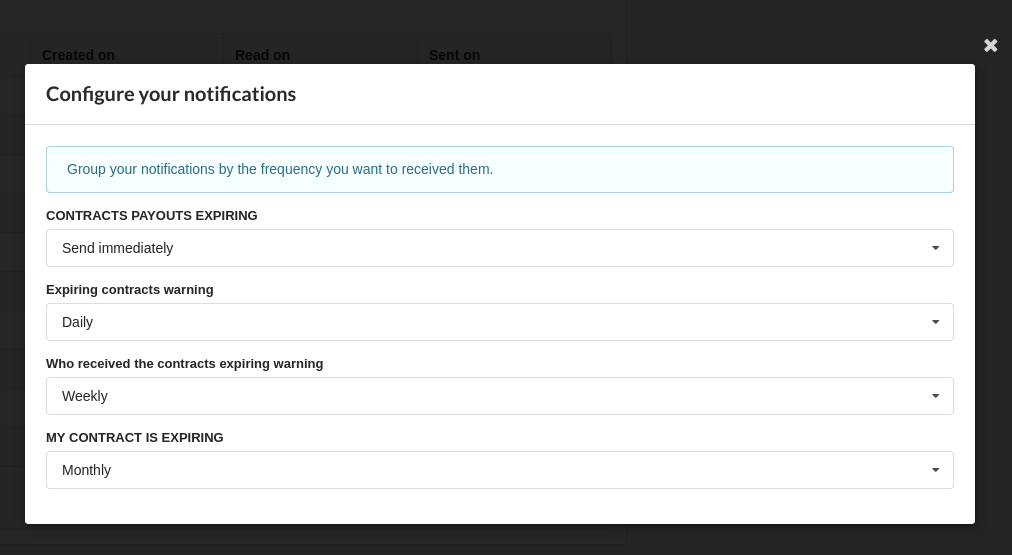 Created on Read on Sent on
Configure your notifications
Group your notifications by the frequency you want to received them.
CONTRACTS PAYOUTS EXPIRING
Send immediately
Expiring contracts warning
Daily
Who received the contracts expiring warning
Weekly
MY CONTRACT IS EXPIRING
Monthly